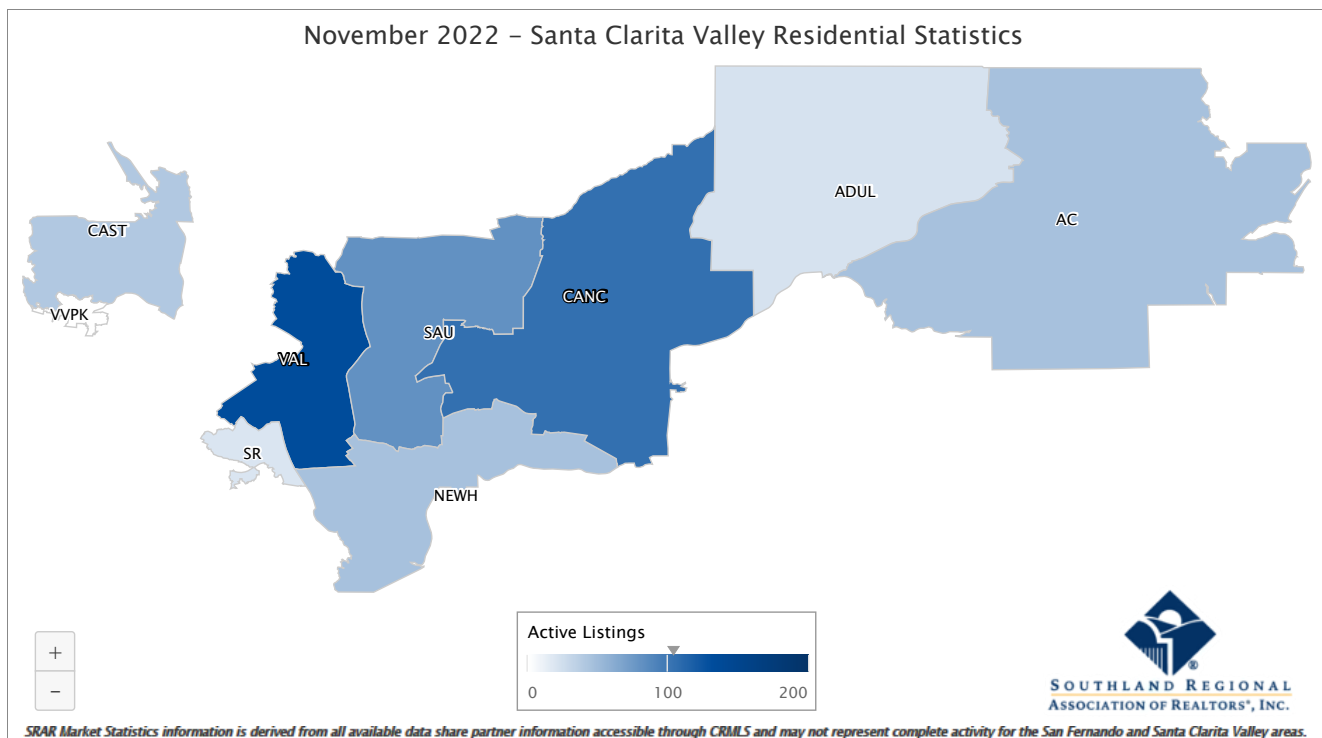 November 2022 – Santa Clarita Valley Residential Statistics
ADUL
AC
CAST
CANC
VVPK
SAU
VAL
SR
NEWH
Active Listings
0 100 200
+
−
®
SOUTHLAND REGIONAL
ASSOCIATION OF REALTORS®, INC.
SRAR Market Statistics information is derived from all available data share partner information accessible through CRMLS and may not represent complete activity for the San Fernando and Santa Clarita Valley areas.